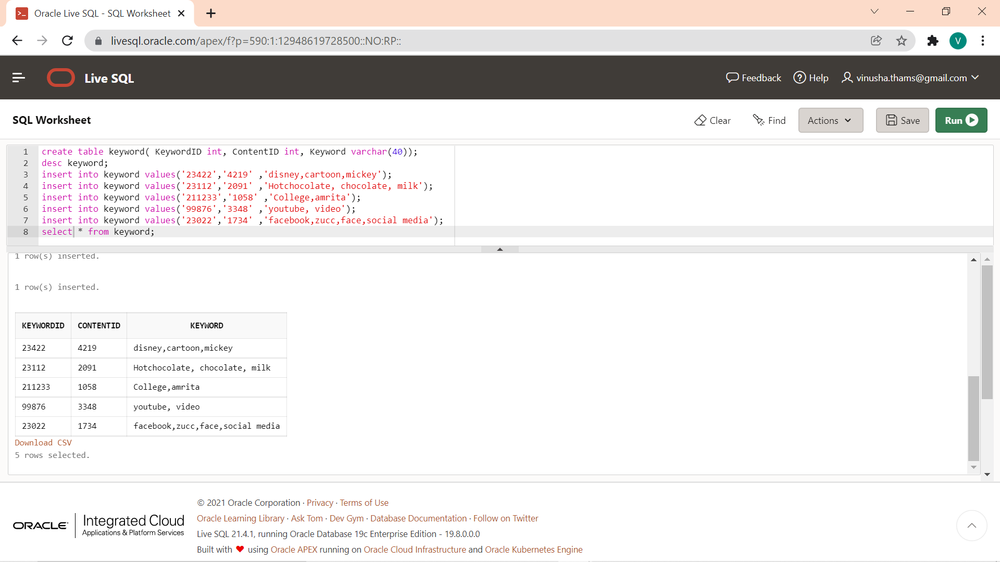 Oracle Live SQL - SQL Worksheet
livesql.oracle.com/apex/f?p=590:1:12948619728500::NO:RP::
V
Live SQL
Feedback
Help
vinusha.thams@gmail.com
SQL Worksheet
Clear
Find
Actions
Save
Run
1 create table keyword( KeywordID int, ContentID int, Keyword varchar(40));
2 desc keyword;
3 insert into keyword values('23422','4219' ,'disney,cartoon,mickey');
4 insert into keyword values('23112','2091' ,'Hotchocolate, chocolate, milk');
5 insert into keyword values('211233','1058' ,'College,amrita');
6 insert into keyword values('99876','3348' ,'youtube, video');
7 insert into keyword values('23022','1734' ,'facebook,zucc,face,social media');
8 select * from keyword;
1 row(s) inserted.
1 row(s) inserted.
KEYWORDID CONTENTID KEYWORD
23422 4219 disney,cartoon,mickey
23112 2091 Hotchocolate, chocolate, milk
211233 1058 College,amrita
99876 3348 youtube, video
23022 1734 facebook,zucc,face,social media
Download CSV
5 rows selected.
ORACLE
Integrated Cloud
Applications & Platform Services
© 2021 Oracle Corporation · Privacy · Terms of Use
Oracle Learning Library · Ask Tom · Dev Gym · Database Documentation · Follow on Twitter
Live SQL 21.4.1, running Oracle Database 19c Enterprise Edition - 19.8.0.0.0
Built with ❤ using Oracle APEX running on Oracle Cloud Infrastructure and Oracle Kubernetes Engine